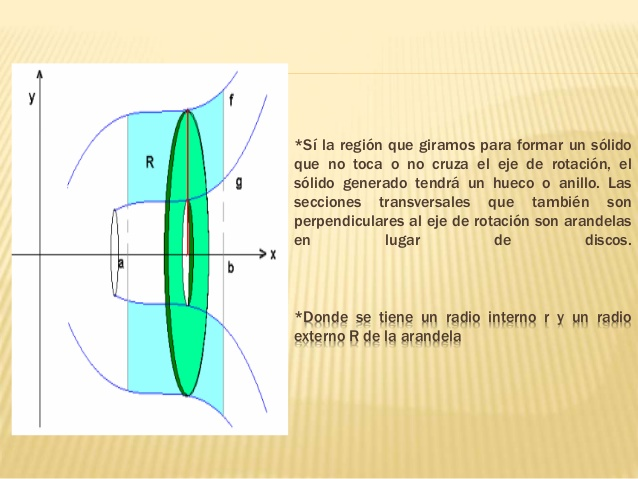 y
f
R
g
a
b
x
*Sí la región que giramos para formar un sólido
que no toca o no cruza el eje de rotación, el
sólido generado tendrá un hueco o anillo. Las
secciones transversales que también son
perpendiculares al eje de rotación son arandelas
en lugar de discos.
*Donde se tiene un radio interno r y un radio
externo R de la arandela